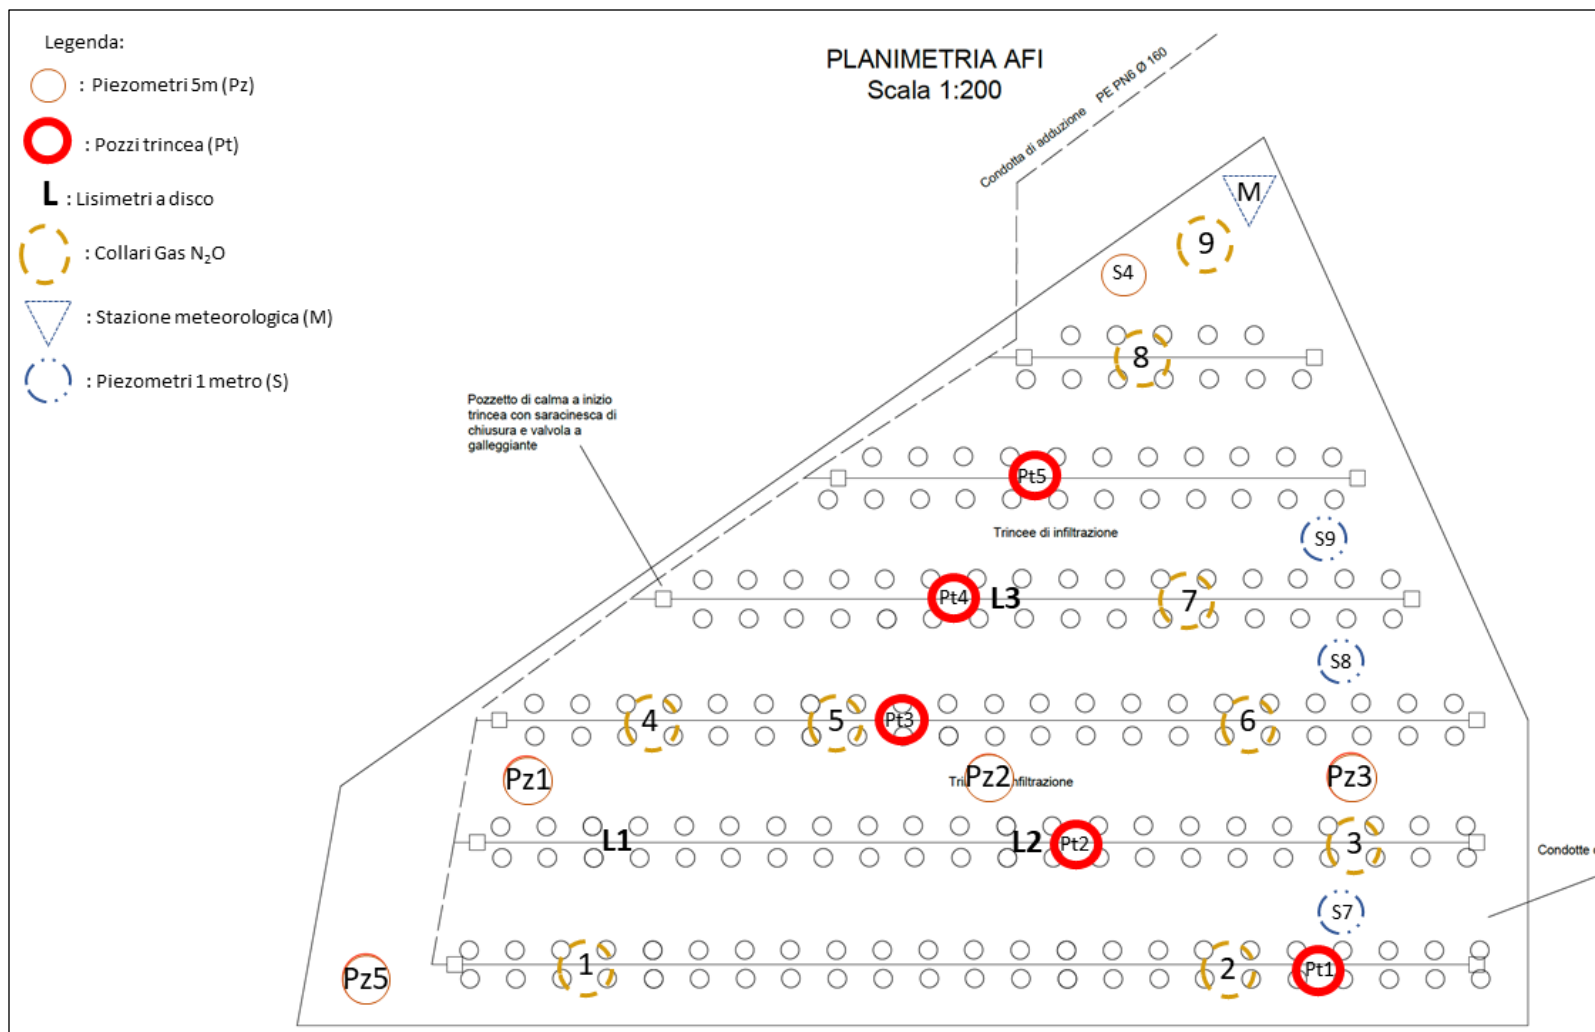 Legenda:
: Piezometri 5m (Pz)
: Pozzi trincea (Pt)
L : Lisimetri a disco
: Collari Gas N₂O
: Stazione meteorologica (M)
: Piezometri 1 metro (S)
PLANIMETRIA AFI
Scala 1:200
Condotta di adduzione PE PN6 Ø 160
M
9
S4
8
Pozzetto di calma a inizio
trincea con saracinesca di
chiusura e valvola a
galleggiante
Pt5
Trincee di infiltrazione
S9
Pt4
L3
7
S8
4
5
Pt3
6
Pz1
Tri
Pz2
nfiltrazione
Pz3
L1
L2
Pt2
3
Condotte
S7
Pz5
1
2
Pt1